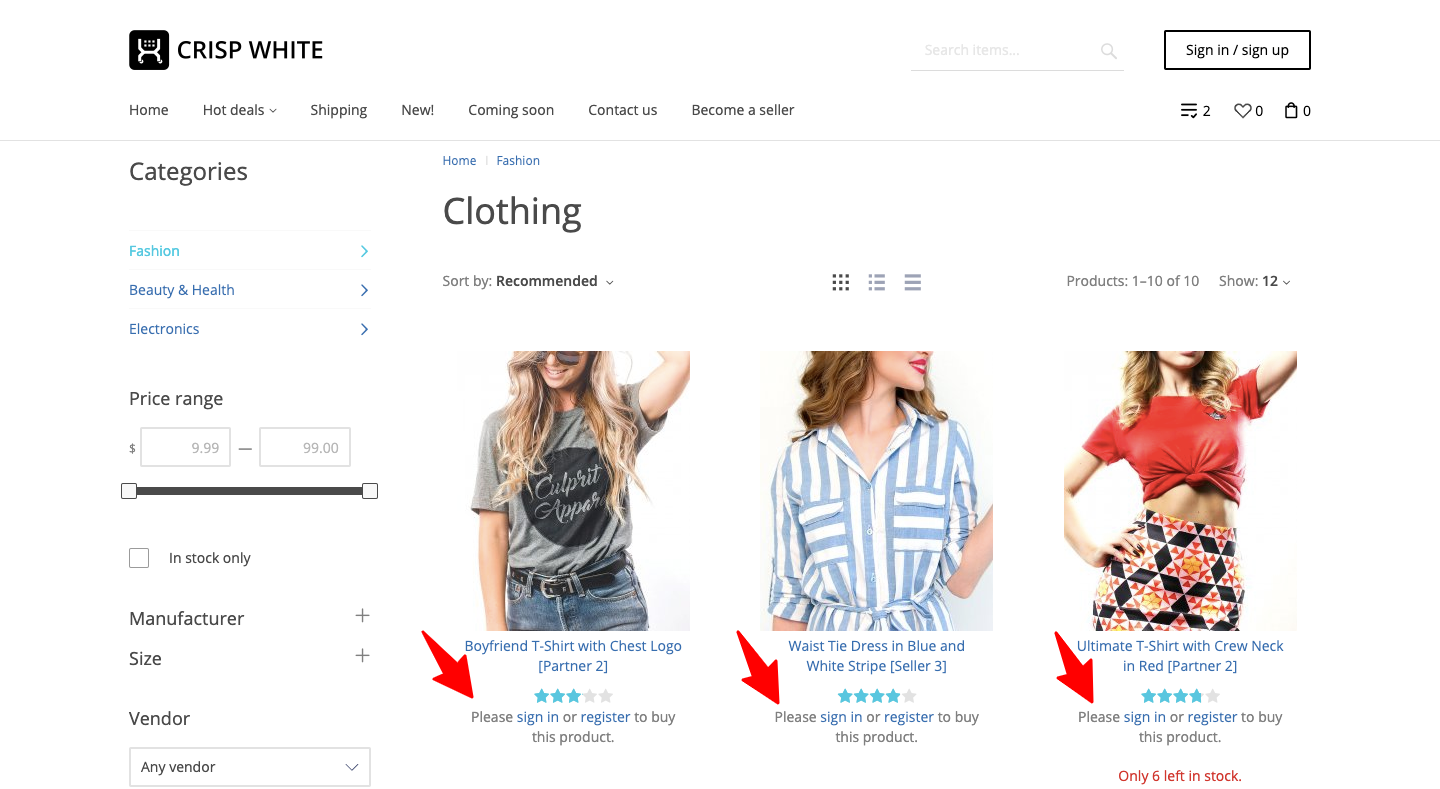 CRISP WHITE
Search items...
Sign in / sign up
Home
Hot deals
Shipping
New!
Coming soon
Contact us
Become a seller
2
0
0
Categories
Fashion
Beauty & Health
Electronics
Price range
$ 9.99 — 99.00
In stock only
Manufacturer
Size
Vendor
Any vendor
Home | Fashion
Clothing
Sort by: Recommended
Products: 1–10 of 10
Show: 12
Culprit
Apparel
Boyfriend T-Shirt with Chest Logo
[Partner 2]
Please sign in or register to buy
this product.
Waist Tie Dress in Blue and
White Stripe [Seller 3]
Please sign in or register to buy
this product.
Ultimate T-Shirt with Crew Neck
in Red [Partner 2]
Please sign in or register to buy
this product.
Only 6 left in stock.